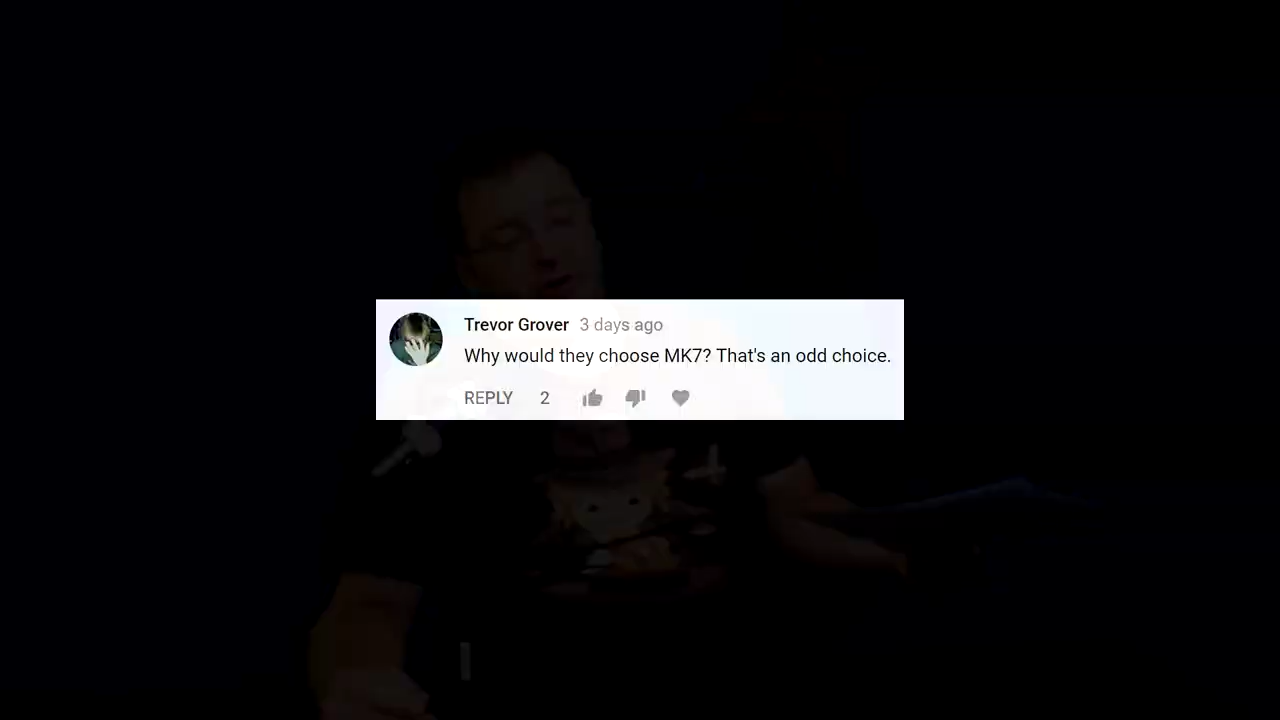 Trevor Grover 3 days ago
Why would they choose MK7? That's an odd choice.
REPLY 2